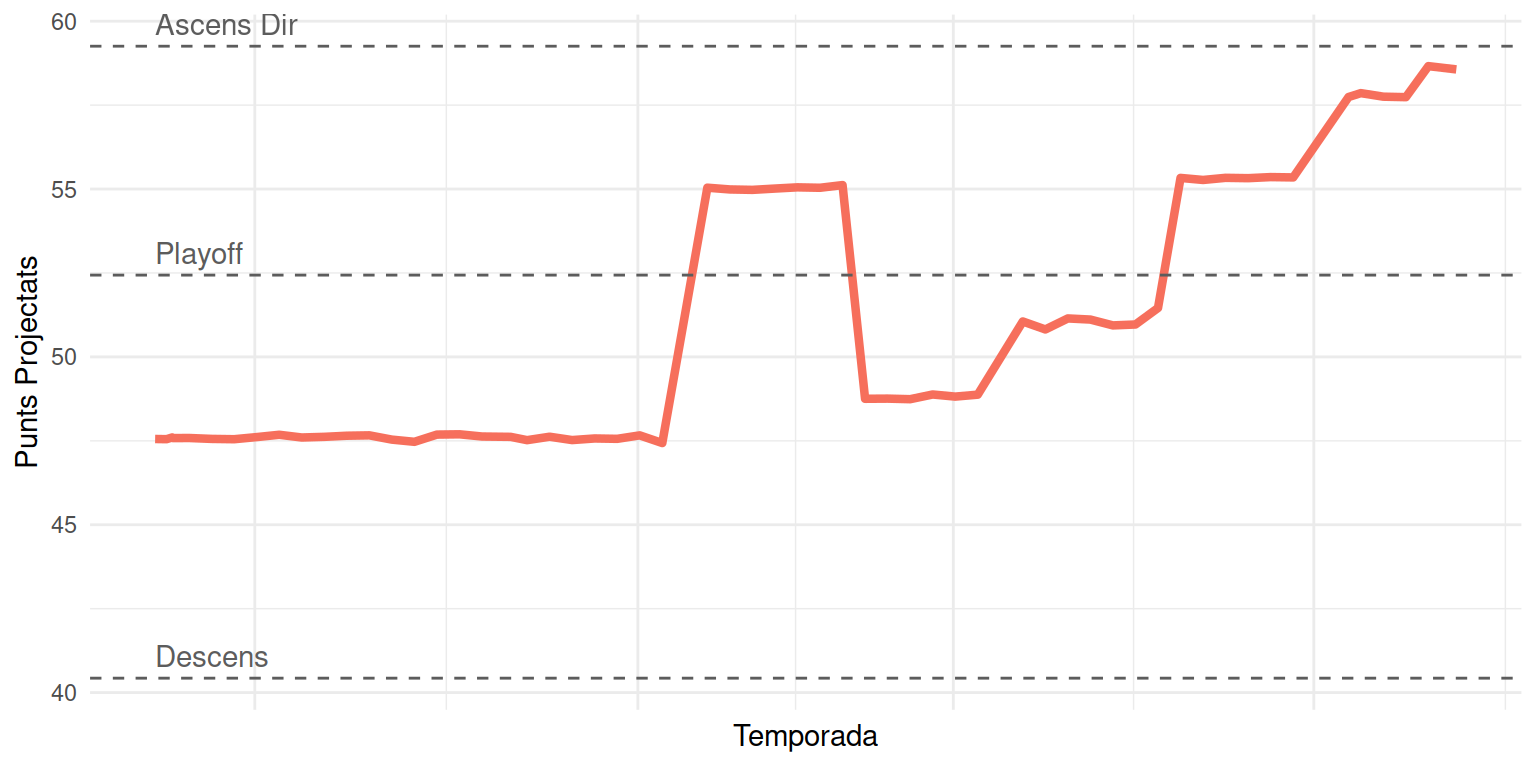 60
Ascens Dir
55
Playoff
50
45
Descens
40
Punts Projectats
Temporada